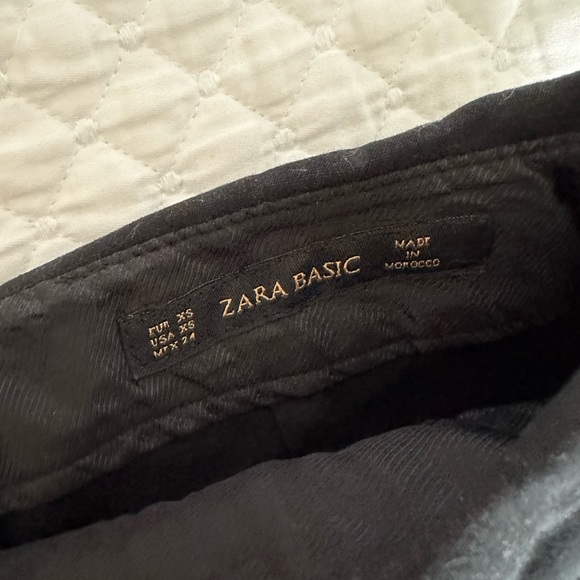 EUR XS
USA XS
MEX 24
ZARA BASIC
MADE
IN
MOROCCO